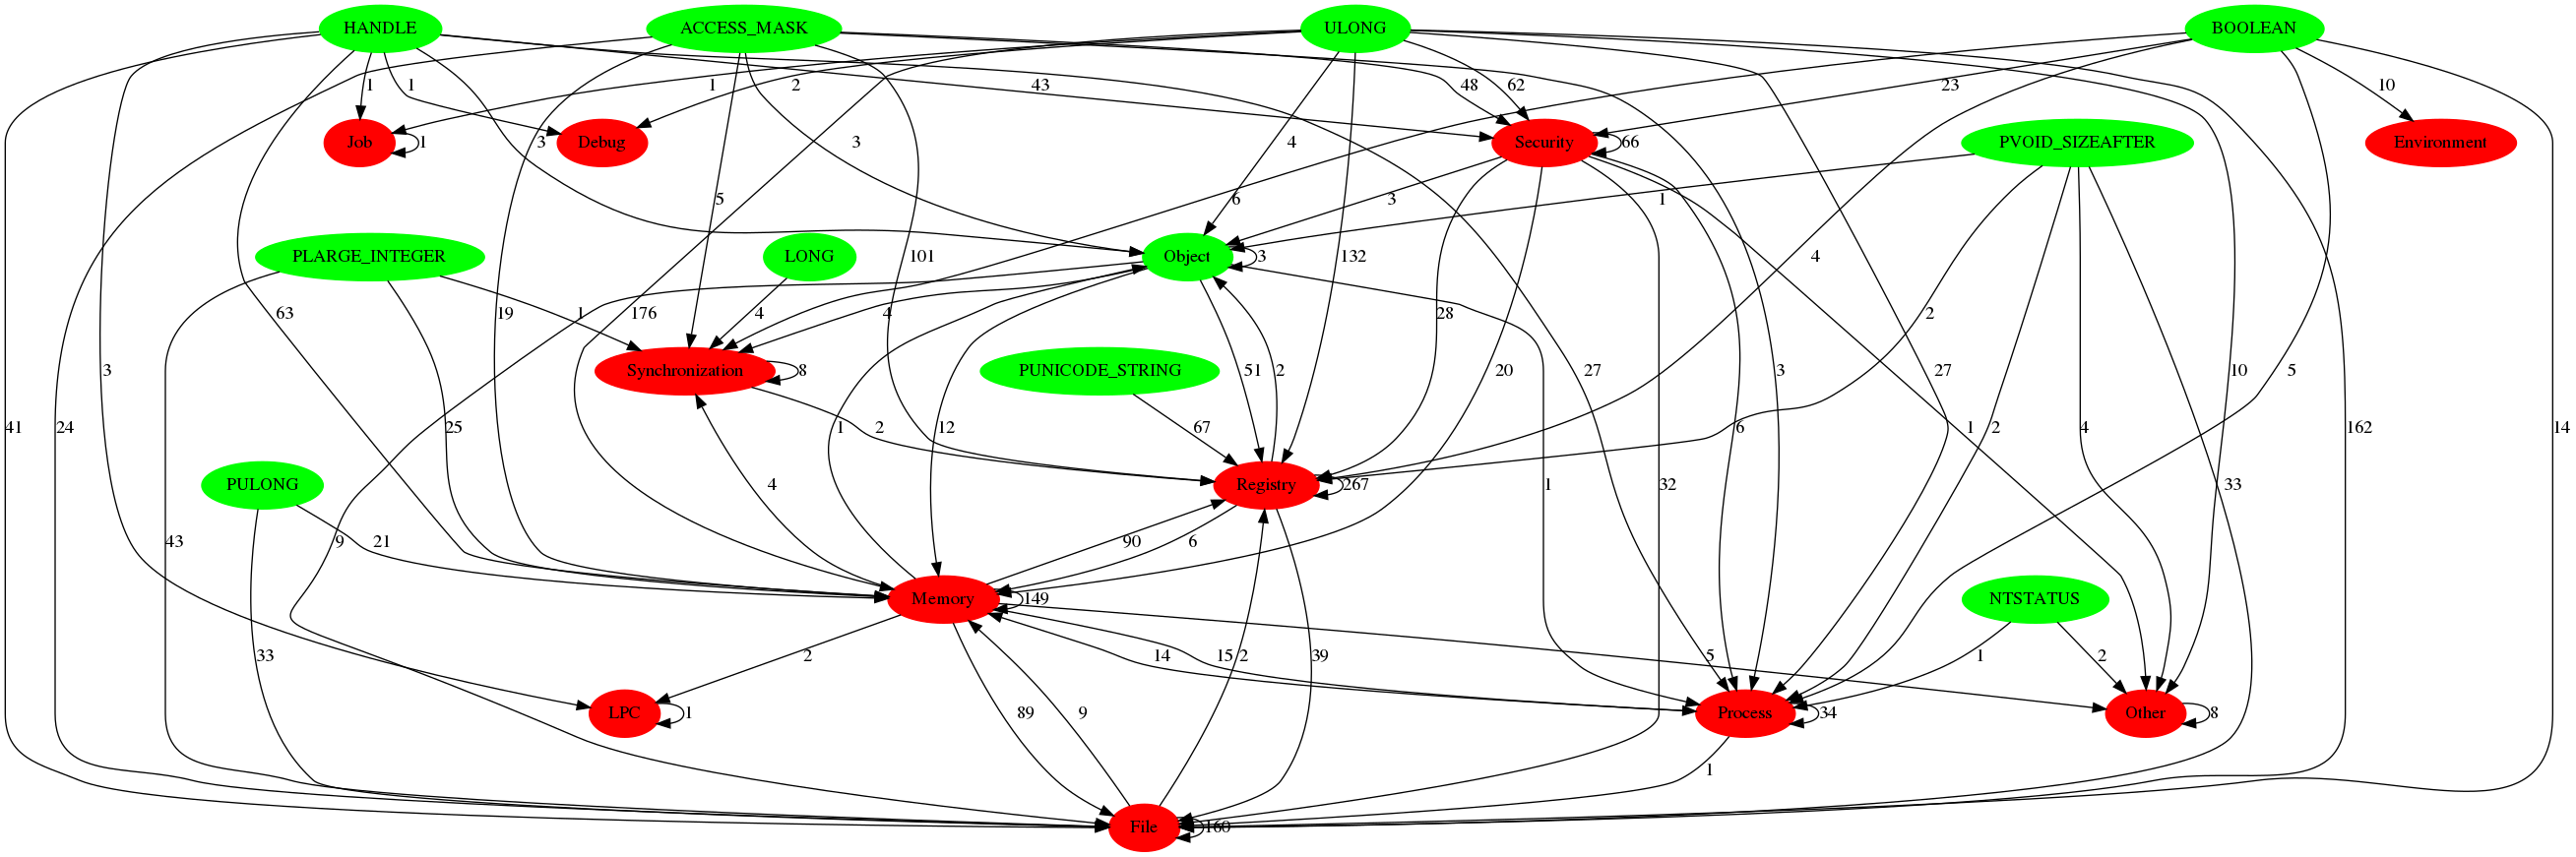 HANDLE ACCESS_MASK ULONG BOOLEAN
1 1 1 2 43 48 62 23 10
Job 1 Debug Security 66 PVOID_SIZEAFTER Environment
3 3 4 5 6 3 1
PLARGE_INTEGER LONG Object 3 101 132 4
63 1 19 176 4 4 28 2
Synchronization 8 PUNICODE_STRING 51 2 20 27 3 27 10 5
3 41 24 25 2 1 12 67 6 1 2 4 162 14
PULONG Registry 267 1 32 33
43 9 21 4 90 6
Memory 149 NTSTATUS
33 2 14 15 2 39 5 1 2
LPC 1 89 9 Process 34 Other 8
1
File 160